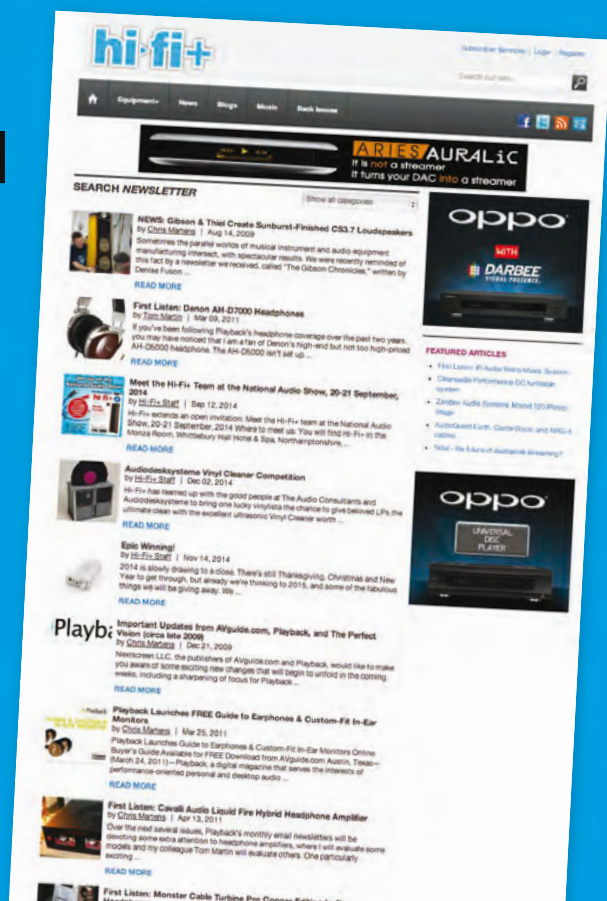 hi-fi+
Subscriber Services | Login | Register
Search our site...
Equipment+ News Blogs Music Back Issues
ARIES AURALiC
It is not a streamer
It turns your DAC into a streamer
SEARCH NEWSLETTER
Show all categories
NEWS: Gibson & Thiel Create Sunburst-Finished CS3.7 Loudspeakers
by Chris Martens | Aug 14, 2009
Sometimes the parallel worlds of musical instrument and audio equipment
manufacturing intersect, with spectacular results. We were recently reminded of
this fact by a newsletter we received, called "The Gibson Chronicles," written by
Denise Fuson ...
READ MORE
First Listen: Denon AH-D7000 Headphones
by Tom Martin | Mar 09, 2011
If you've been following Playback's headphone coverage over the past two years,
you may have noticed that I am a fan of Denon's high-end but not too high-priced
AH-D5000 headphone. The AH-D5000 isn't set up ...
READ MORE
Meet the Hi-Fi+ Team at the National Audio Show, 20-21 September,
2014
by Hi-Fi+ Staff | Sep 12, 2014
Hi-Fi+ extends an open invitation: Meet the Hi-Fi+ team at the National Audio
Show, 20-21 September, 2014 Where to meet us: You will find Hi-Fi+ in the
Monza Room, Whittlebury Hall Hotel & Spa, Northamptonshire, ...
READ MORE
Audiodesksysteme Vinyl Cleaner Competition
by Hi-Fi+ Staff | Dec 02, 2014
Hi-Fi+ has teamed up with the good people at The Audio Consultants and
Audiodesksysteme to bring one lucky vinylista the chance to give beloved LPs the
ultimate clean with the excellent ultrasonic Vinyl Cleaner worth ...
READ MORE
Epic Winning!
by Hi-Fi+ Staff | Nov 14, 2014
2014 is slowly drawing to a close. There's still Thanksgiving, Christmas and New
Year to get through, but already we're thinking to 2015, and some of the fabulous
things we will be giving away. We ...
READ MORE
Playba
Important Updates from AVguide.com, Playback, and The Perfect
Vision (circa late 2009)
by Chris Martens | Dec 21, 2009
Nextscreen LLC, the publishers of AVguide.com and Playback, would like to make
you aware of some exciting new changes that will begin to unfold in the coming
weeks, including a sharpening of focus for Playback ...
READ MORE
Playback Launches FREE Guide to Earphones & Custom-Fit In-Ear
Monitors
by Chris Martens | Mar 25, 2011
Playback Launches Guide to Earphones & Custom-Fit In-Ear Monitors Online
Buyer's Guide Available for FREE Download from AVguide.com Austin, Texas—
(March 24, 2011)—Playback, a digital magazine that serves the interests of
performance-oriented personal and desktop audio ...
READ MORE
First Listen: Cavalli Audio Liquid Fire Hybrid Headphone Amplifier
by Chris Martens | Apr 13, 2011
Over the next several issues, Playback's monthly email newsletters will be
devoting some extra attention to headphone amplifiers, where I will evaluate some
models and my colleague Tom Martin will evaluate others. One particularly
exciting ...
READ MORE
First Listen: Monster Cable Turbine Pro Copper
oppo
WITH
DARBEE
VISUAL PRESENCE
FEATURED ARTICLES
system
Zanden Audio Systems Model 120 Phono
Stage
cables
oppo
UNIVERSAL
DISC
PLAYER